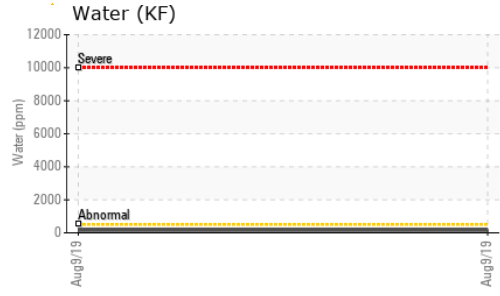 Water (KF)
12000
Severe
10000
8000
6000
4000
2000
Abnormal
0
Water (ppm)
Aug9/19
Aug9/19